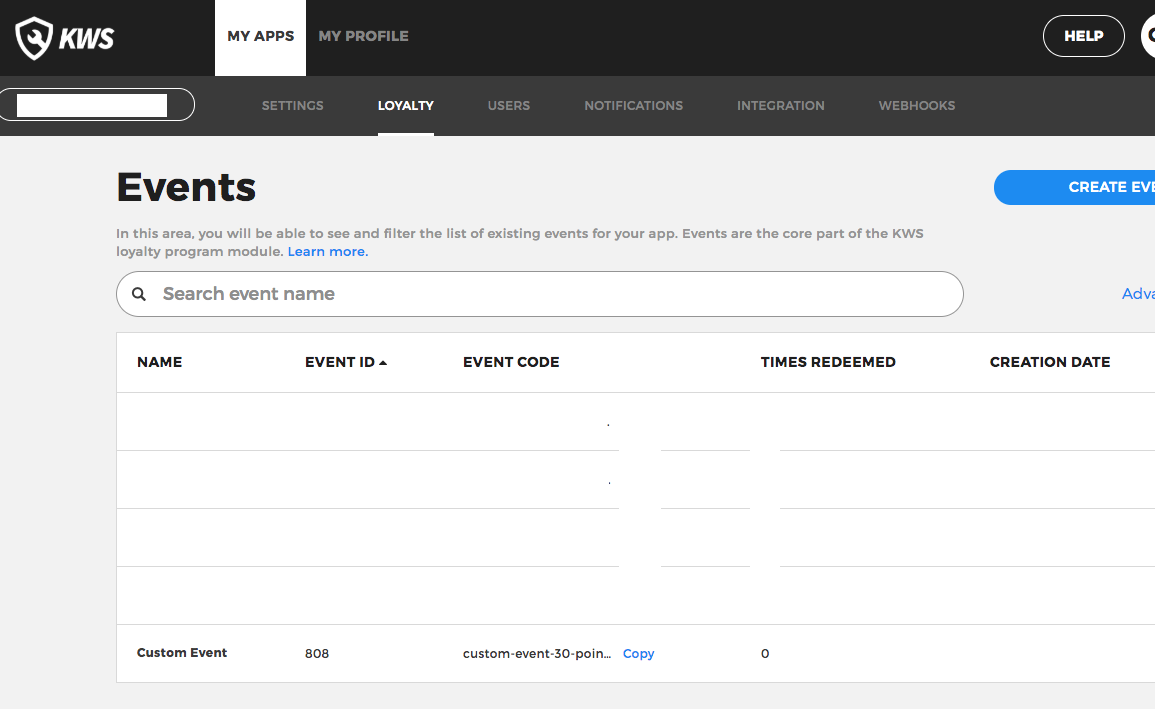 KWS
MY APPS
MY PROFILE
HELP
SETTINGS
LOYALTY
USERS
NOTIFICATIONS
INTEGRATION
WEBHOOKS
Events
CREATE EVE
In this area, you will be able to see and filter the list of existing events for your app. Events are the core part of the KWS
loyalty program module. Learn more.
Search event name
Adva
NAME EVENT ID EVENT CODE TIMES REDEEMED CREATION DATE
Custom Event 808 custom-event-30-poin... Copy 0